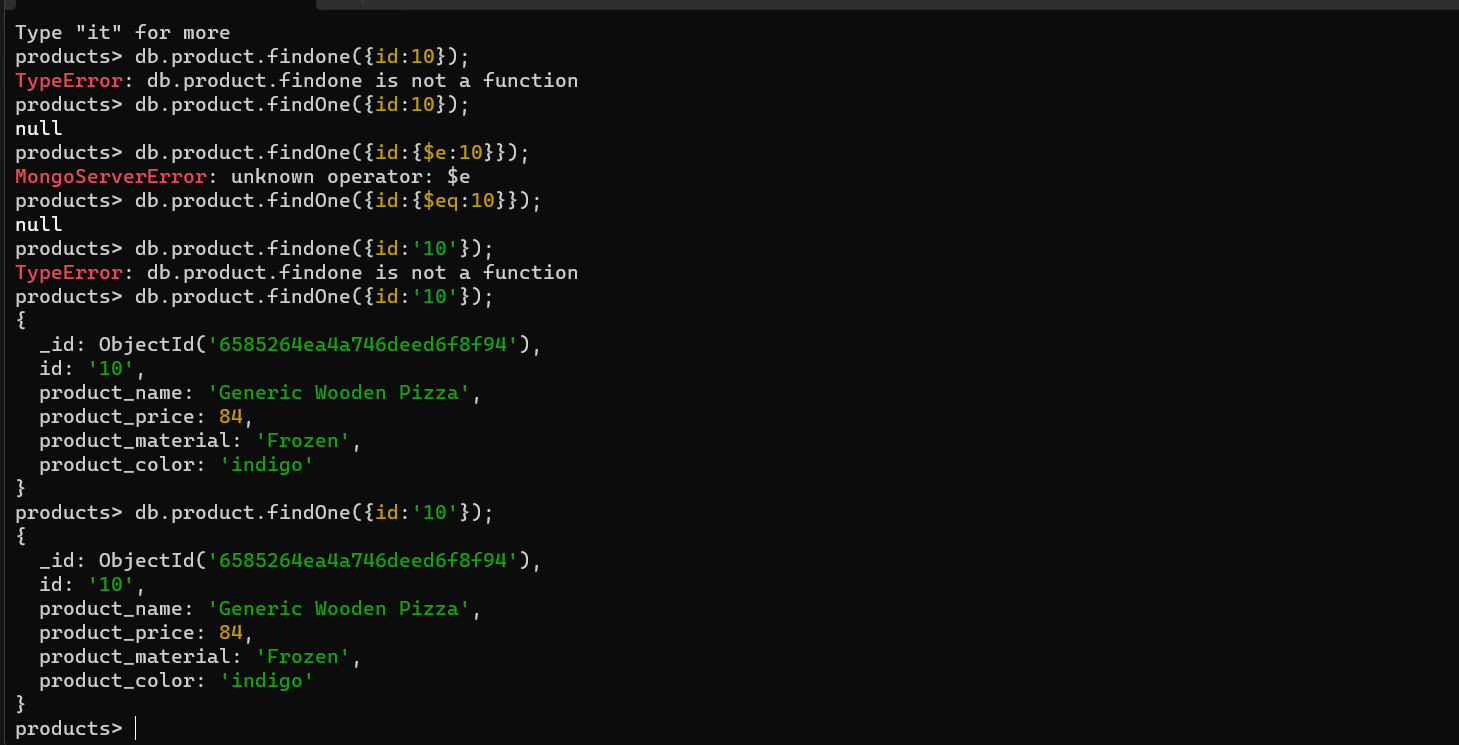 Type "it" for more
products> db.product.findone({id:10});
TypeError: db.product.findone is not a function
products> db.product.findOne({id:10});
null
products> db.product.findOne({id:{$e:10}});
MongoServerError: unknown operator: $e
products> db.product.findOne({id:{$eq:10}});
null
products> db.product.findone({id:'10'});
TypeError: db.product.findone is not a function
products> db.product.findOne({id:'10'});
{
  _id: ObjectId('6585264ea4a746deed6f8f94'),
  id: '10',
  product_name: 'Generic Wooden Pizza',
  product_price: 84,
  product_material: 'Frozen',
  product_color: 'indigo'
}
products> db.product.findOne({id:'10'});
{
  _id: ObjectId('6585264ea4a746deed6f8f94'),
  id: '10',
  product_name: 'Generic Wooden Pizza',
  product_price: 84,
  product_material: 'Frozen',
  product_color: 'indigo'
}
products>